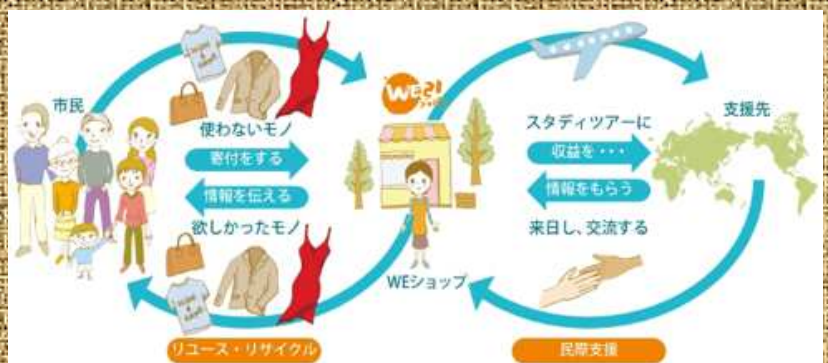 市民
使わないモノ
寄付をする
情報を伝える
欲しかったモノ
WE21
WEショップ
スタディツアーに
収益を・・・
情報をもらう
来日し、交流する
支援先
リユース・リサイクル
民際支援